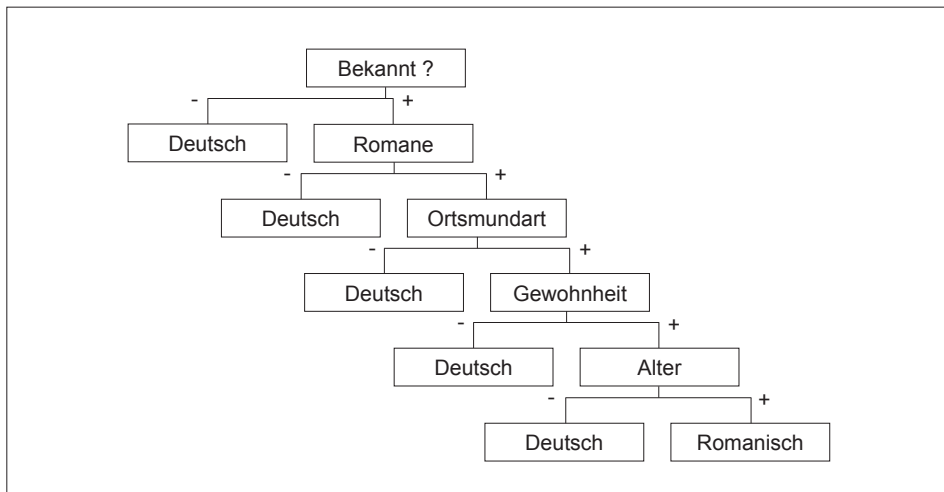 Bekannt ?
- +
Deutsch Romane
- +
Deutsch Ortsmundart
- +
Deutsch Gewohnheit
- +
Deutsch Alter
- +
Deutsch Romanisch